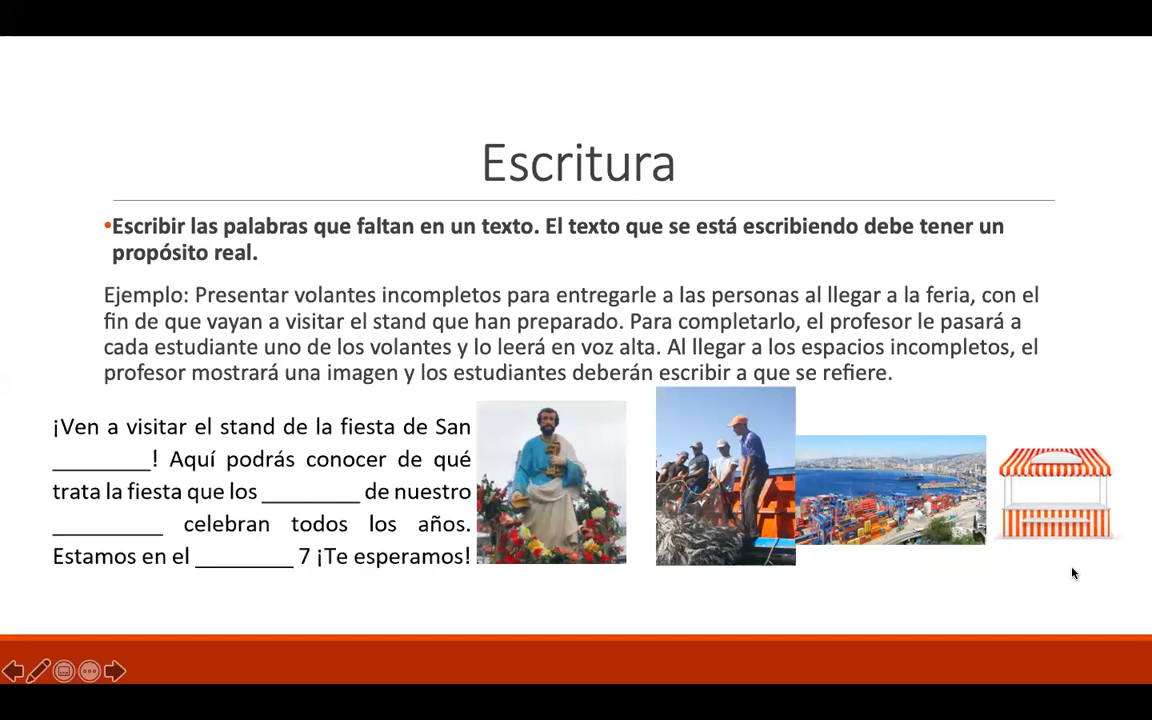 Escritura
•Escribir las palabras que faltan en un texto. El texto que se está escribiendo debe tener un
propósito real.
Ejemplo: Presentar volantes incompletos para entregarle a las personas al llegar a la feria, con el
fin de que vayan a visitar el stand que han preparado. Para completarlo, el profesor le pasará a
cada estudiante uno de los volantes y lo leerá en voz alta. Al llegar a los espacios incompletos, el
profesor mostrará una imagen y los estudiantes deberán escribir a que se refiere.
¡Ven a visitar el stand de la fiesta de San
_________! Aquí podrás conocer de qué
trata la fiesta que los _________ de nuestro
__________ celebran todos los años.
Estamos en el _________ 7 ¡Te esperamos!